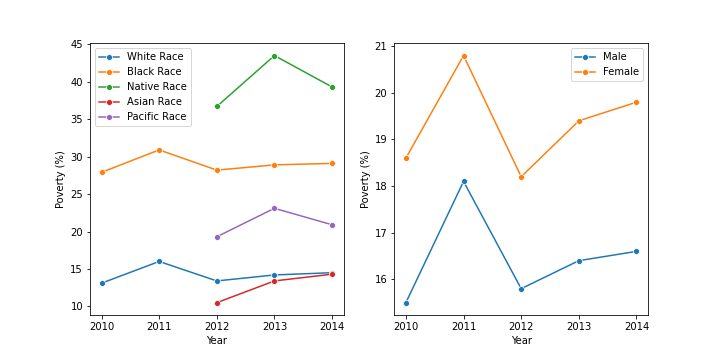 45
40
35
30
25
20
15
10
Poverty (%)
White Race
Black Race
Native Race
Asian Race
Pacific Race
2010 2011 2012 2013 2014
Year
21
20
19
18
17
16
Poverty (%)
Male
Female
2010 2011 2012 2013 2014
Year